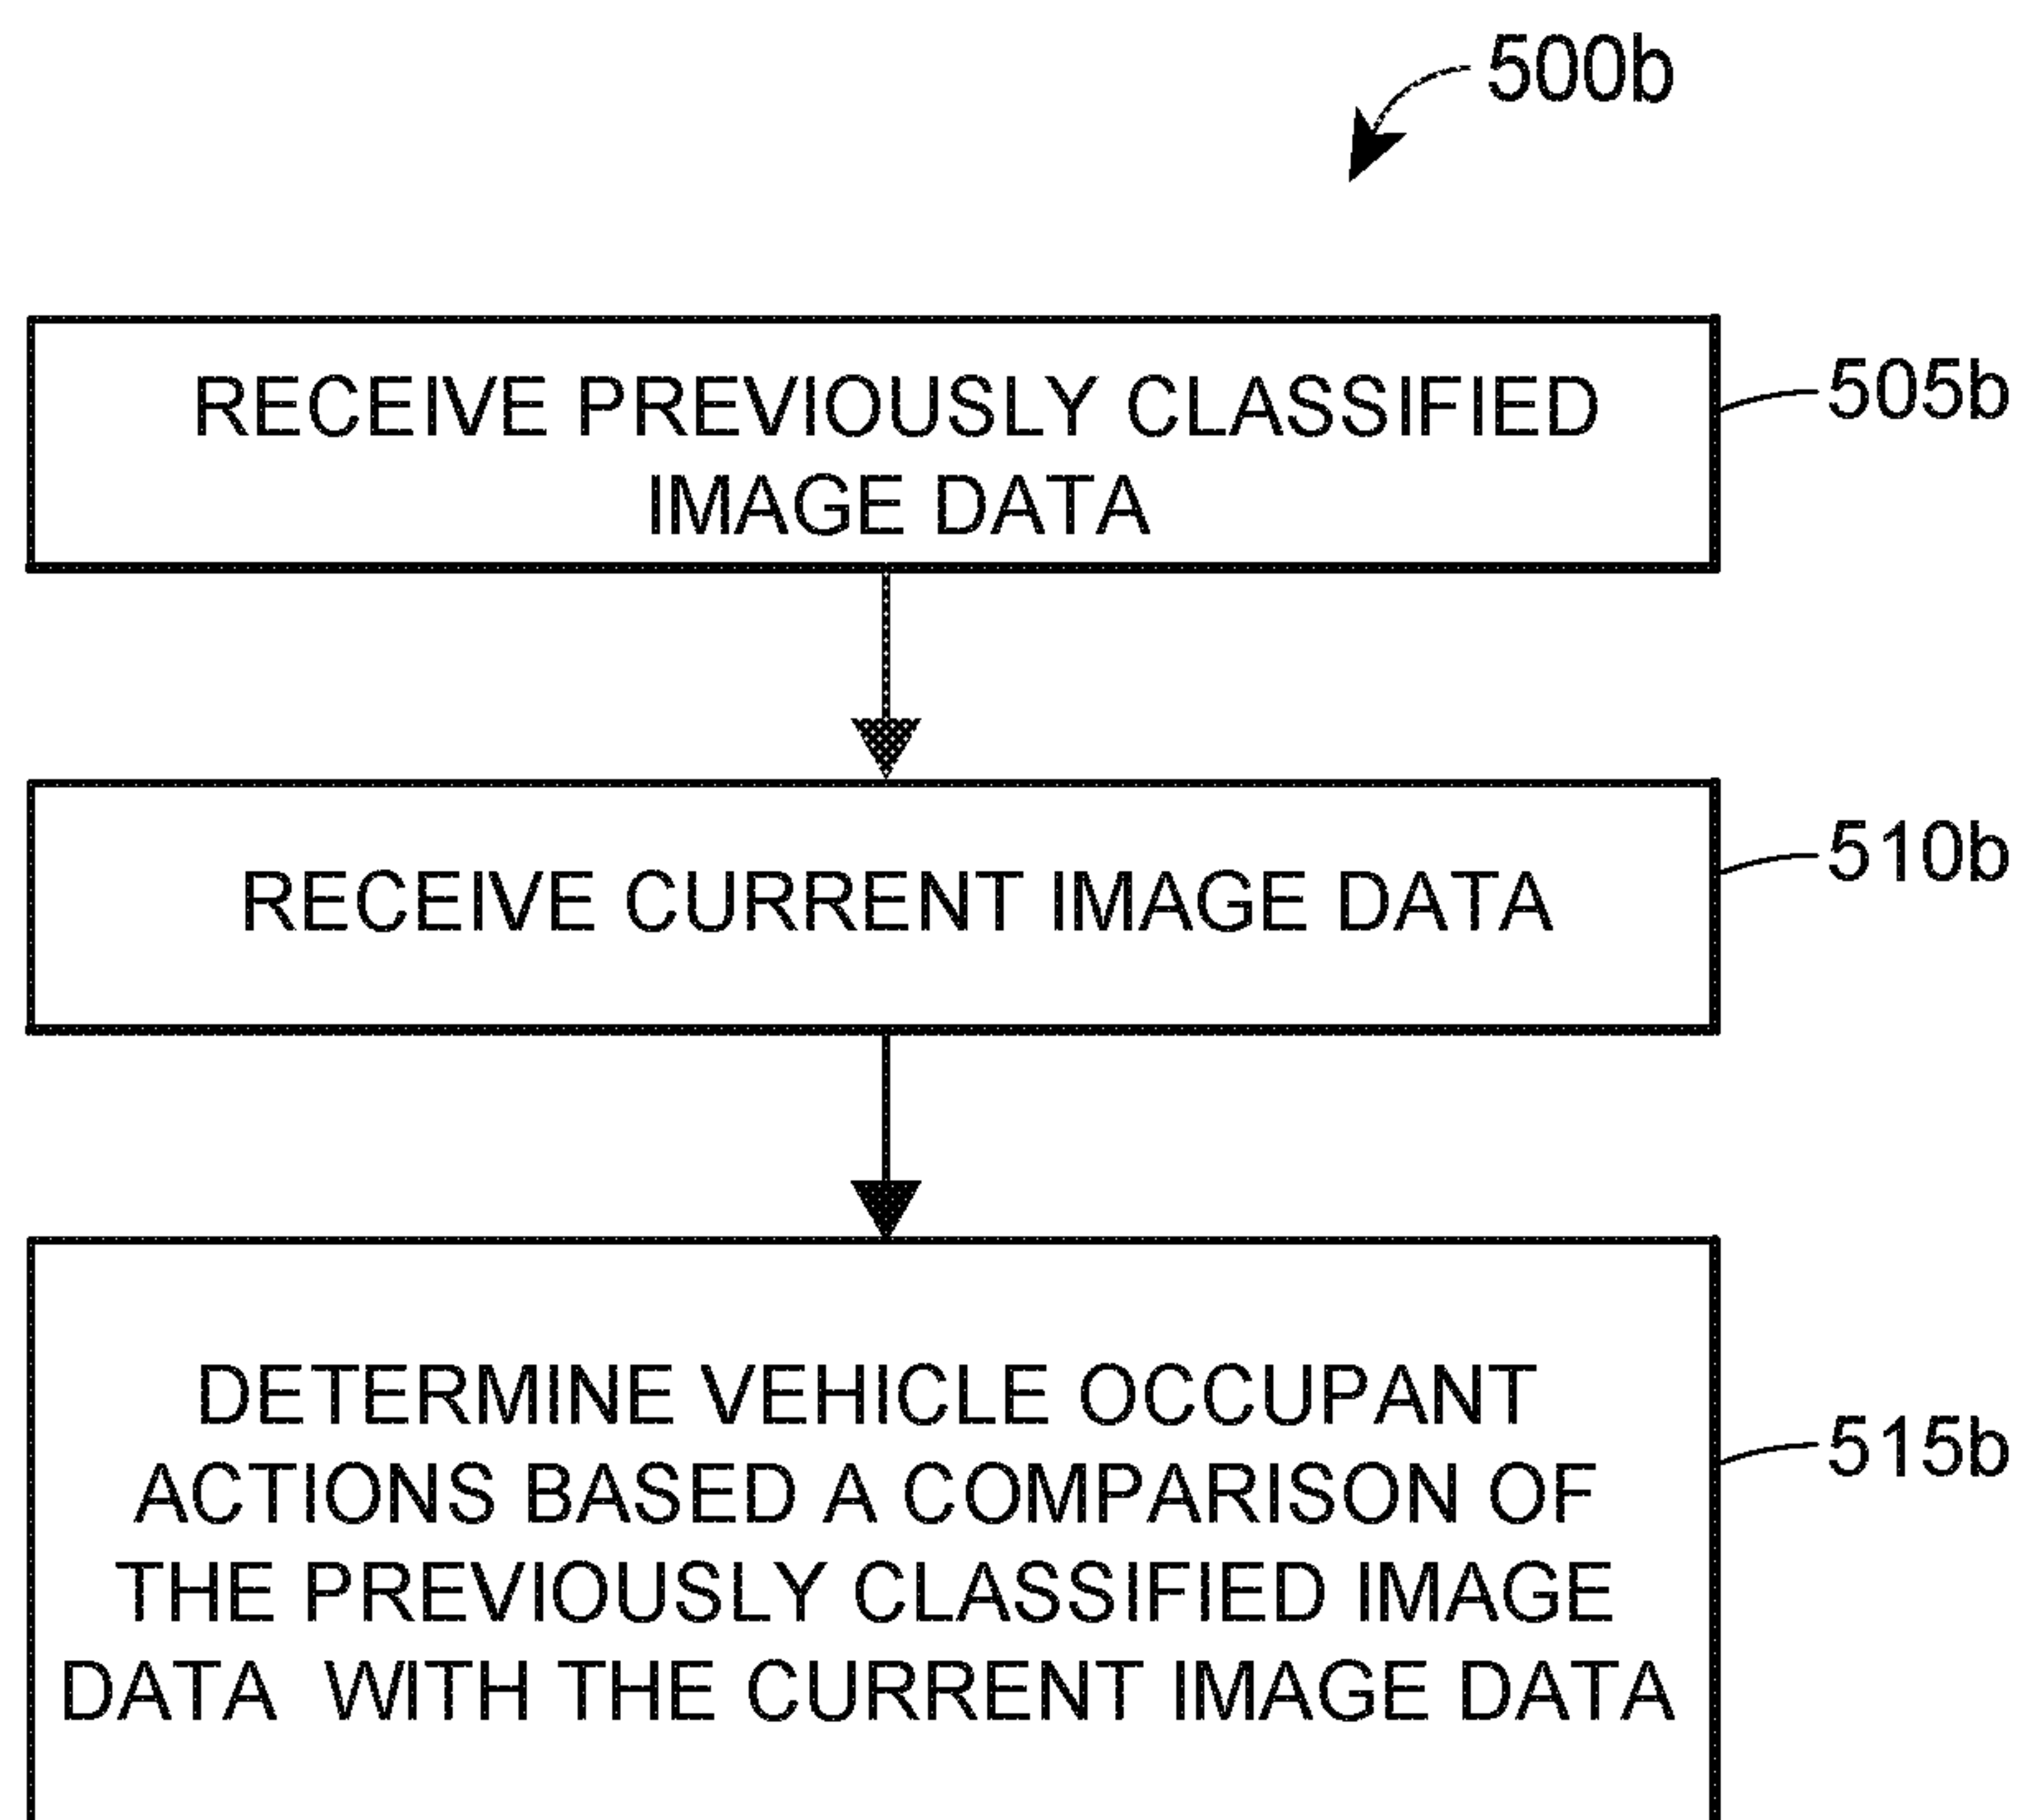 500b
RECEIVE PREVIOUSLY CLASSIFIED
IMAGE DATA
505b
RECEIVE CURRENT IMAGE DATA
510b
DETERMINE VEHICLE OCCUPANT
ACTIONS BASED A COMPARISON OF
THE PREVIOUSLY CLASSIFIED IMAGE
DATA WITH THE CURRENT IMAGE DATA
515b